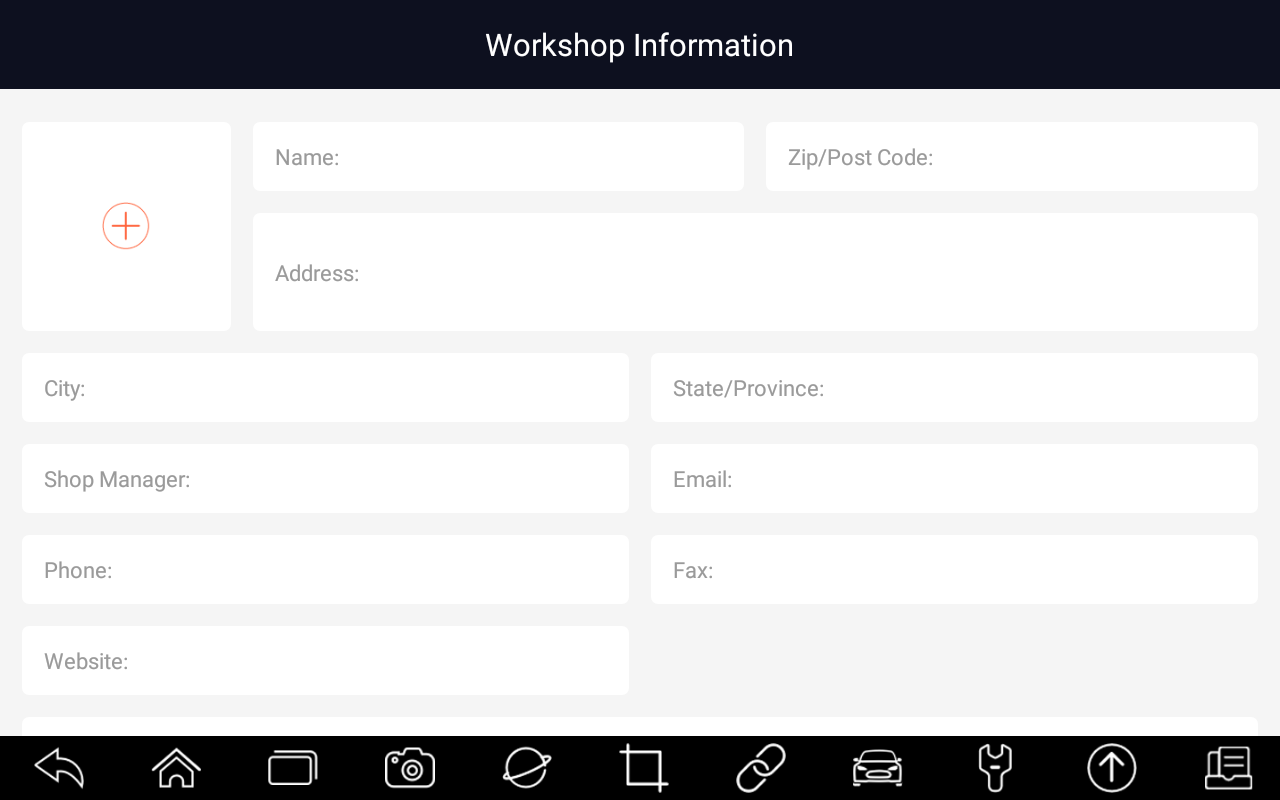 Workshop Information
Name:
Zip/Post Code:
Address:
City:
State/Province:
Shop Manager:
Email:
Phone:
Fax:
Website: